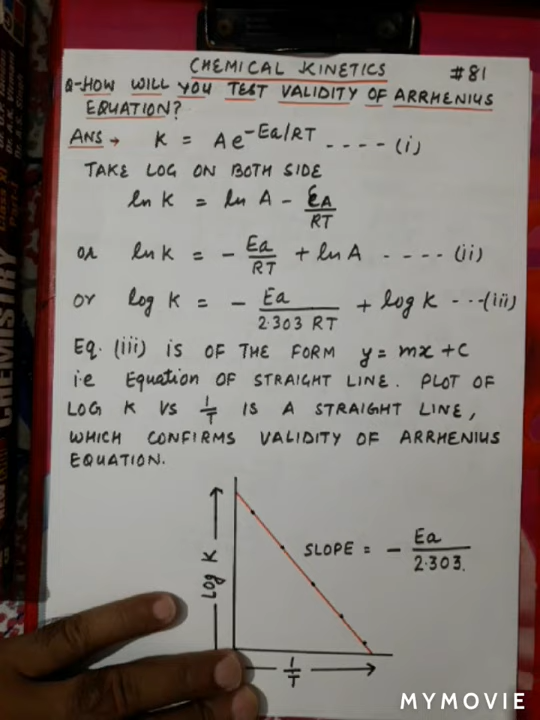 CHEMICAL KINETICS #81
Q-HOW WILL YOU TEST VALIDITY OF ARRHENIUS
EQUATION?
ANS → K = Ae^-Ea/RT ---- (i)
TAKE LOG ON BOTH SIDE
ln K = ln A - EA/RT
or ln K = - Ea/RT + ln A ---- (ii)
or log K = - Ea/2.303 RT + log K ---(iii)
Eq. (iii) IS OF THE FORM y = mx + C
i.e Equation OF STRAIGHT LINE. PLOT OF
LOG K VS 1/T IS A STRAIGHT LINE,
WHICH CONFIRMS VALIDITY OF ARRHENIUS
EQUATION.
SLOPE = - Ea/2.303.
log K
1/T
CHEMISTRY
MYMOVIE